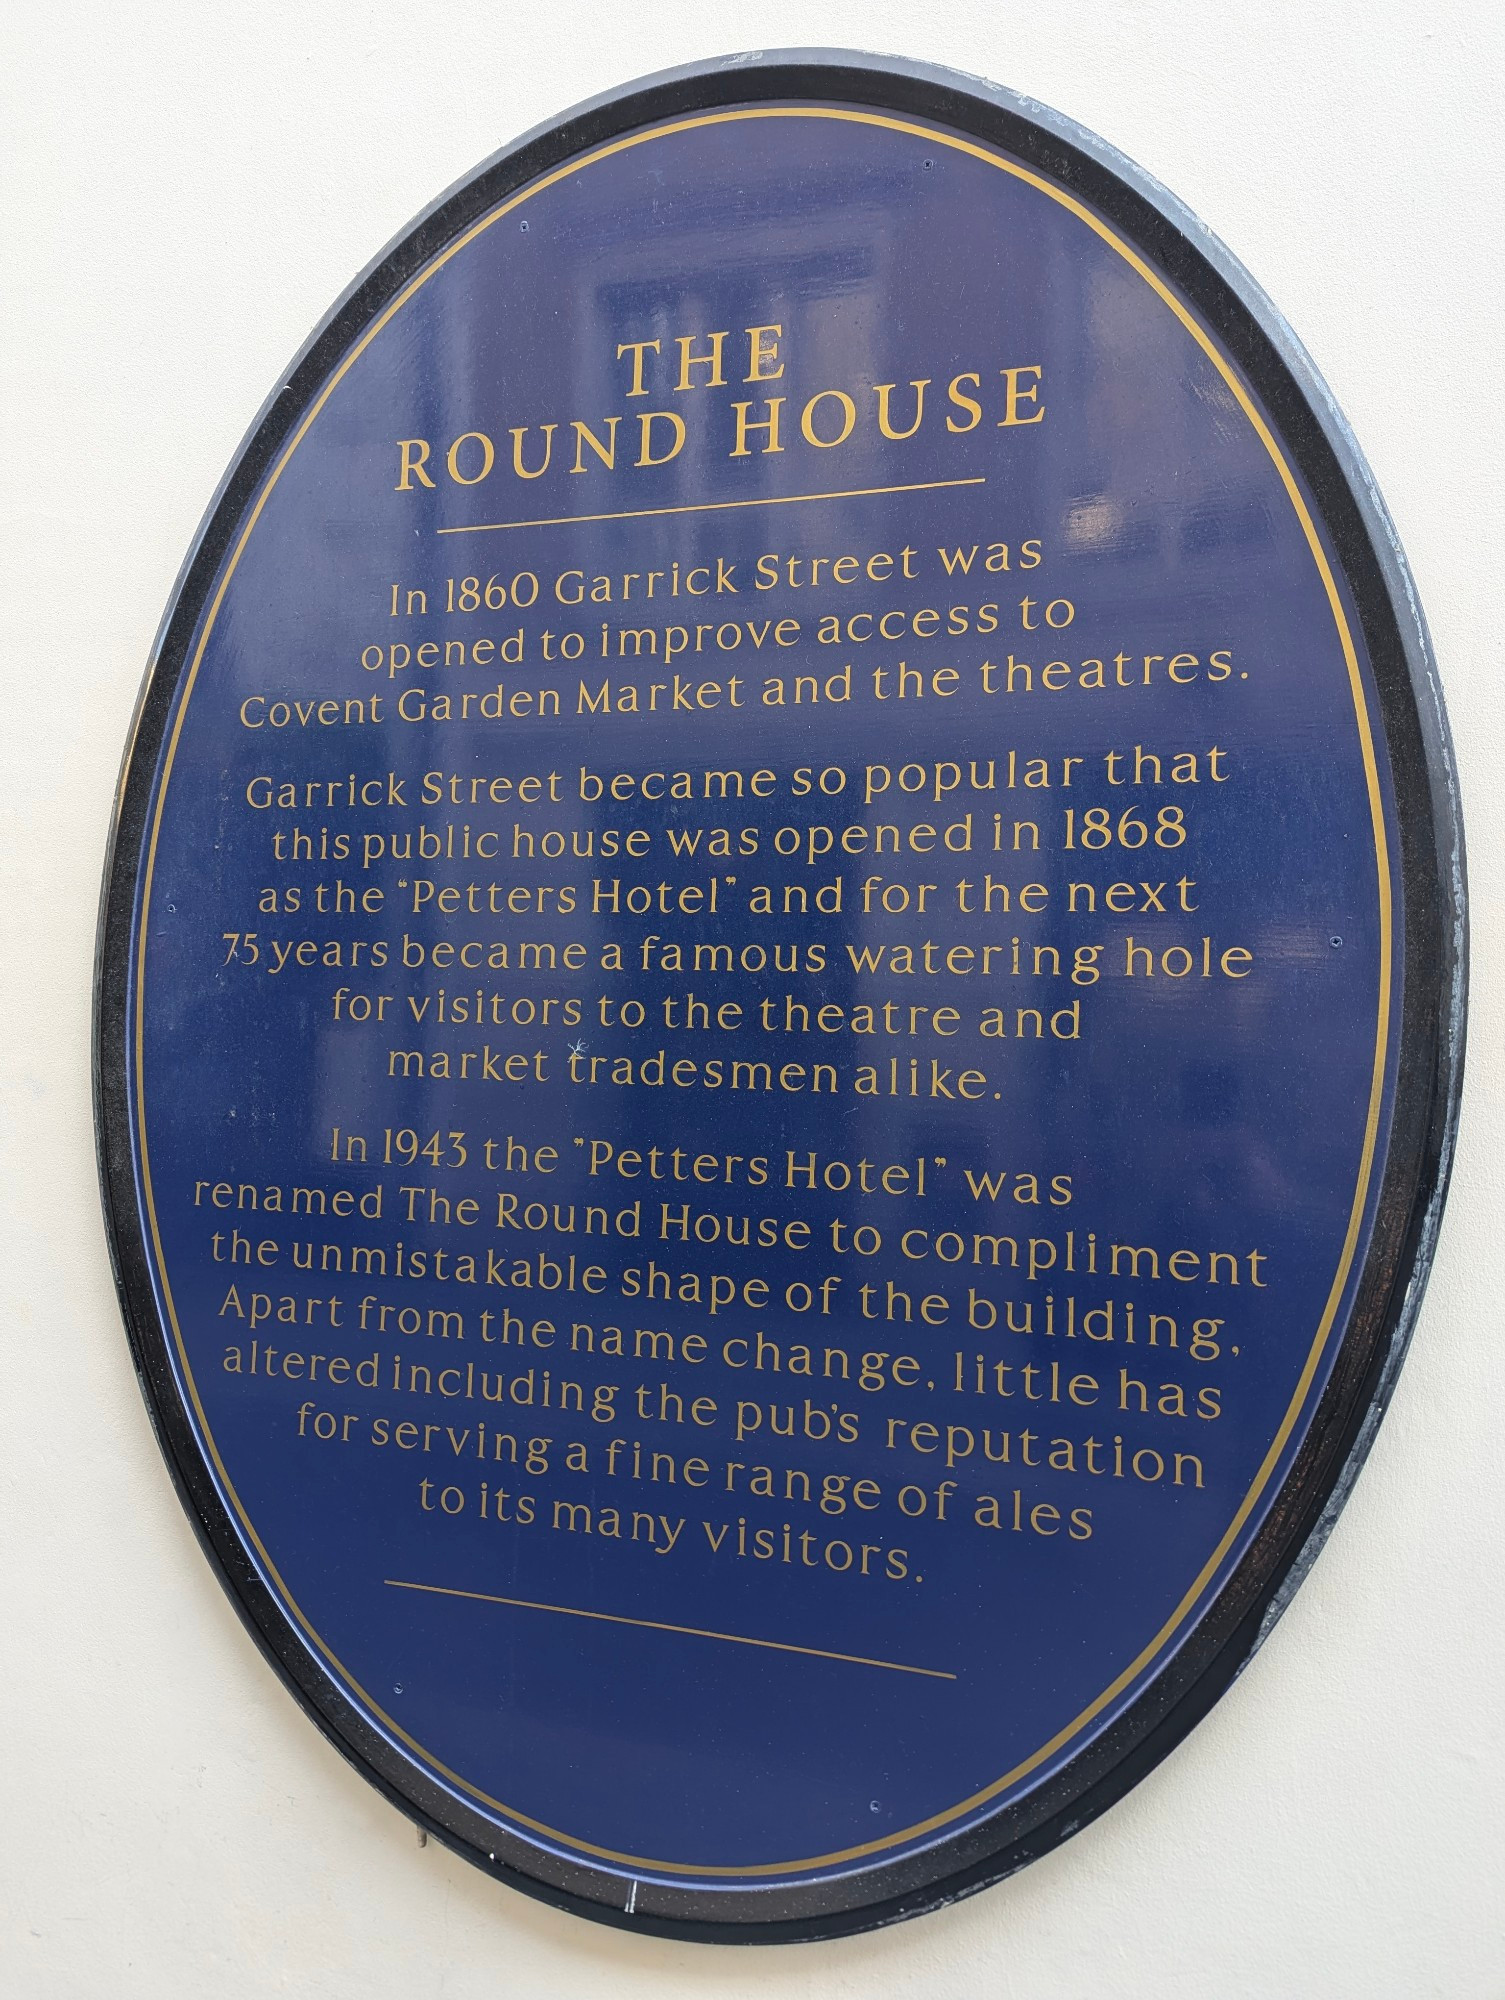 THE
ROUND HOUSE
In 1860 Garrick Street was
opened to improve access to
Covent Garden Market and the theatres.
Garrick Street became so popular that
this public house was opened in 1868
as the “Petters Hotel” and for the next
75 years became a famous watering hole
for visitors to the theatre and
market tradesmen alike.
In 1943 the ”Petters Hotel” was
renamed The Round House to compliment
the unmistakable shape of the building.
Apart from the name change, little has
altered including the pub's reputation
for serving a fine range of ales
to its many visitors.